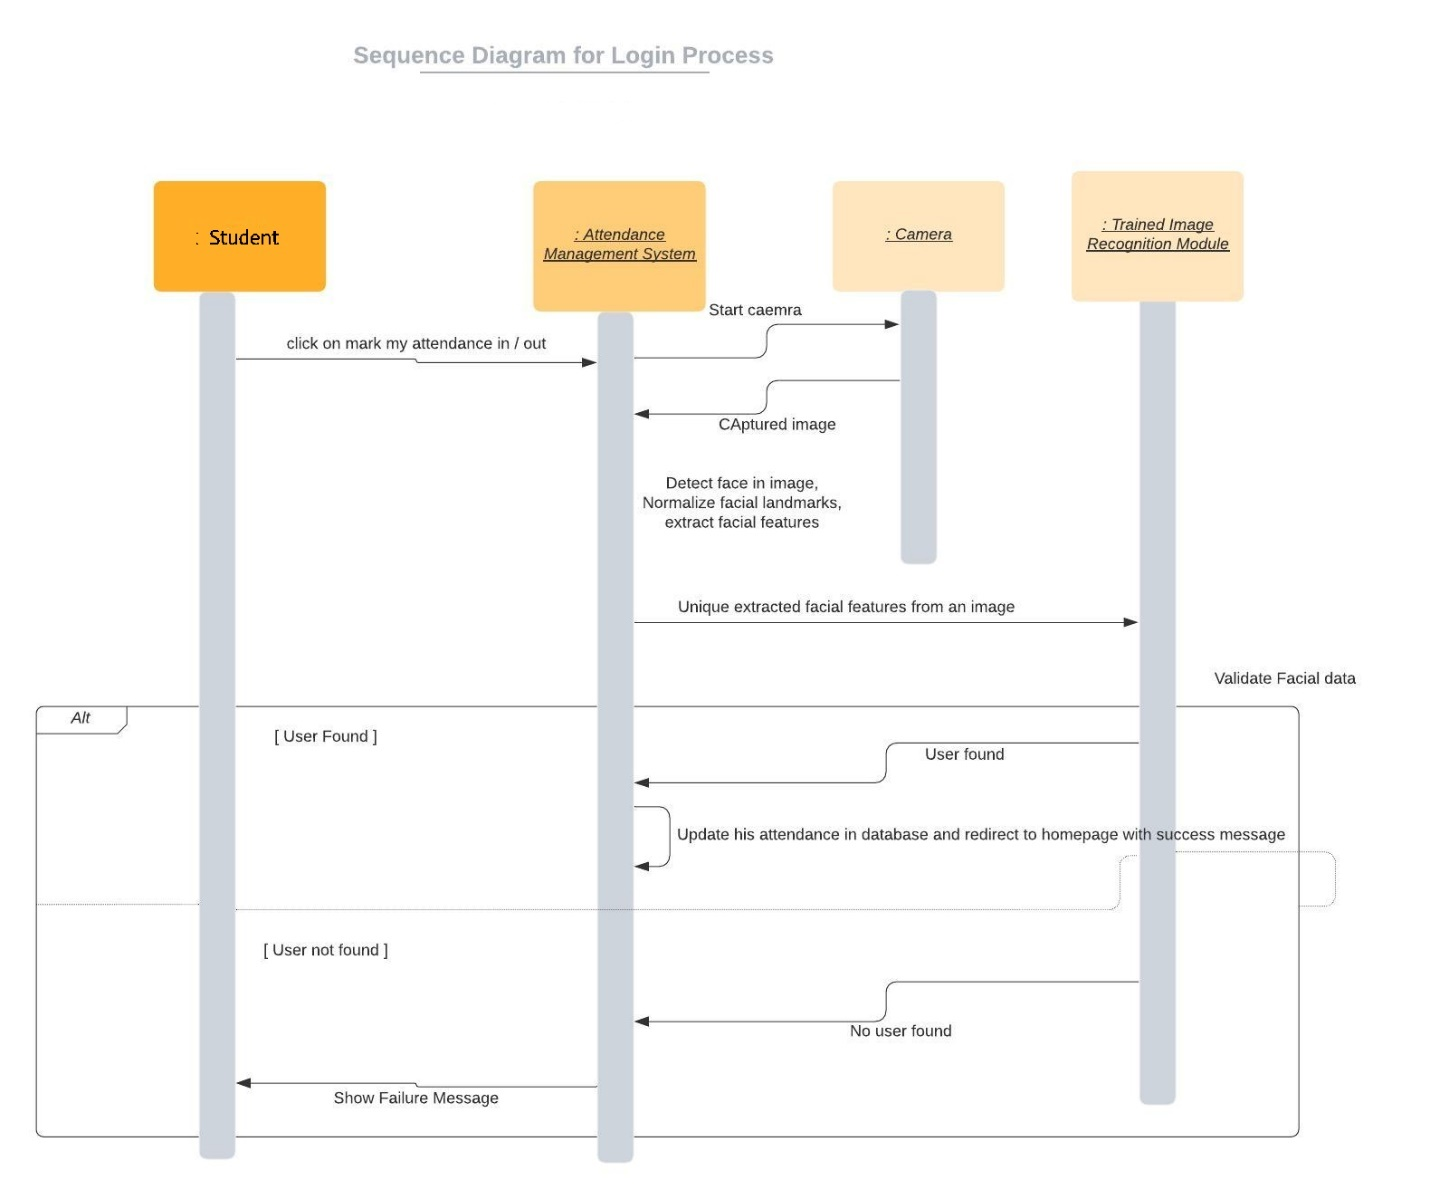 Sequence Diagram for Login Process
: Student
: Attendance
Management System
: Camera
: Trained Image
Recognition Module
Start caemra
click on mark my attendance in / out
CAptured image
Detect face in image,
Normalize facial landmarks,
extract facial features
Unique extracted facial features from an image
Validate Facial data
Alt
[ User Found ]
User found
Update his attendance in database and redirect to homepage with success message
[ User not found ]
No user found
Show Failure Message